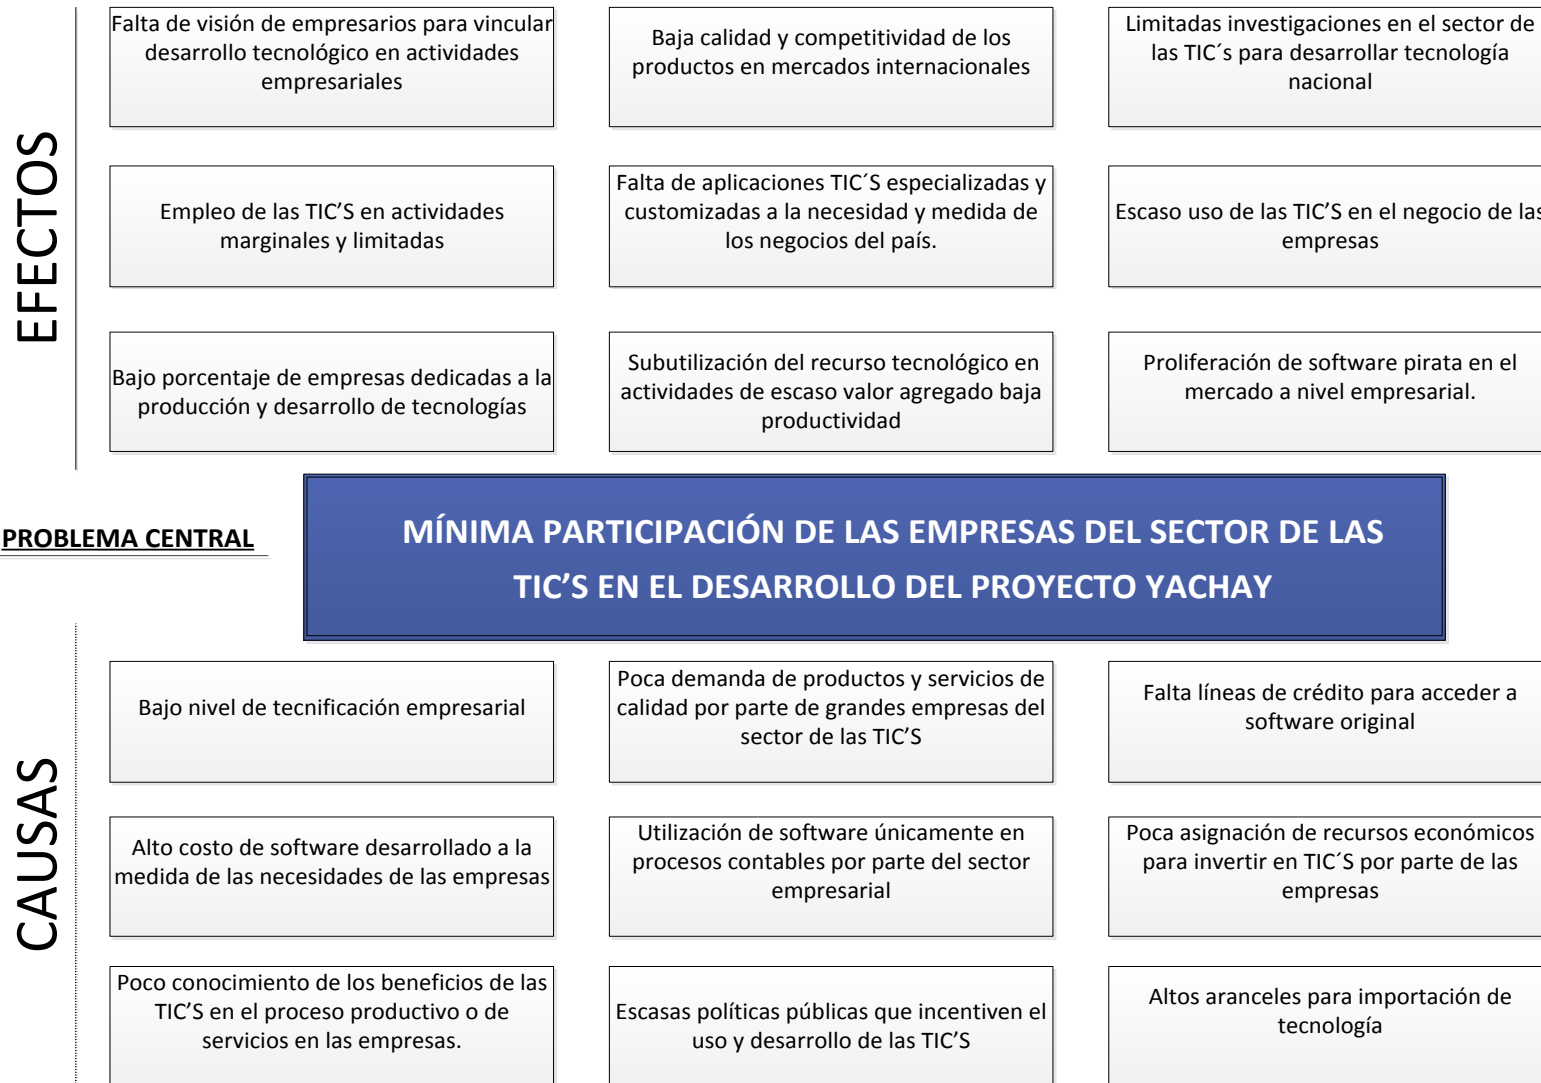 EFECTOS
Falta de visión de empresarios para vincular
desarrollo tecnológico en actividades
empresariales
Baja calidad y competitividad de los
productos en mercados internacionales
Limitadas investigaciones en el sector de
las TIC´s para desarrollar tecnología
nacional
Empleo de las TIC’S en actividades
marginales y limitadas
Falta de aplicaciones TIC´S especializadas y
customizadas a la necesidad y medida de
los negocios del país.
Escaso uso de las TIC’S en el negocio de las
empresas
Bajo porcentaje de empresas dedicadas a la
producción y desarrollo de tecnologías
Subutilización del recurso tecnológico en
actividades de escaso valor agregado baja
productividad
Proliferación de software pirata en el
mercado a nivel empresarial.
PROBLEMA CENTRAL
MÍNIMA PARTICIPACIÓN DE LAS EMPRESAS DEL SECTOR DE LAS
TIC’S EN EL DESARROLLO DEL PROYECTO YACHAY
CAUSAS
Bajo nivel de tecnificación empresarial
Poca demanda de productos y servicios de
calidad por parte de grandes empresas del
sector de las TIC’S
Falta líneas de crédito para acceder a
software original
Alto costo de software desarrollado a la
medida de las necesidades de las empresas
Utilización de software únicamente en
procesos contables por parte del sector
empresarial
Poca asignación de recursos económicos
para invertir en TIC´S por parte de las
empresas
Poco conocimiento de los beneficios de las
TIC’S en el proceso productivo o de
servicios en las empresas.
Escasas políticas públicas que incentiven el
uso y desarrollo de las TIC’S
Altos aranceles para importación de
tecnología